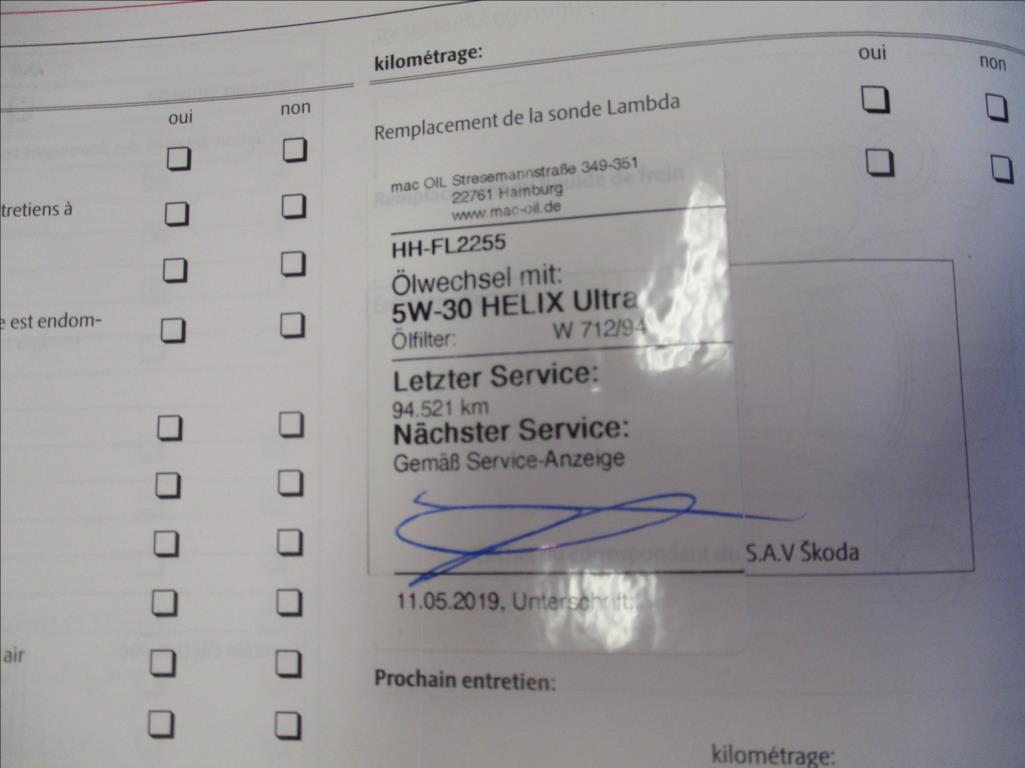 kilométrage:
oui non
oui non
Remplacement de la sonde Lambda
mac OIL Stresemannstraße 349-351
22761 Hamburg
www.mac-oil.de
tretiens à
HH-FL2255
Ölwechsel mit:
5W-30 HELIX Ultra
e est endom-
Ölfilter: W 712/94
Letzter Service:
94.521 km
Nächster Service:
Gemäß Service-Anzeige
S.A.V Škoda
11.05.2019, Unterschrift:
air
Prochain entretien:
kilométrage: